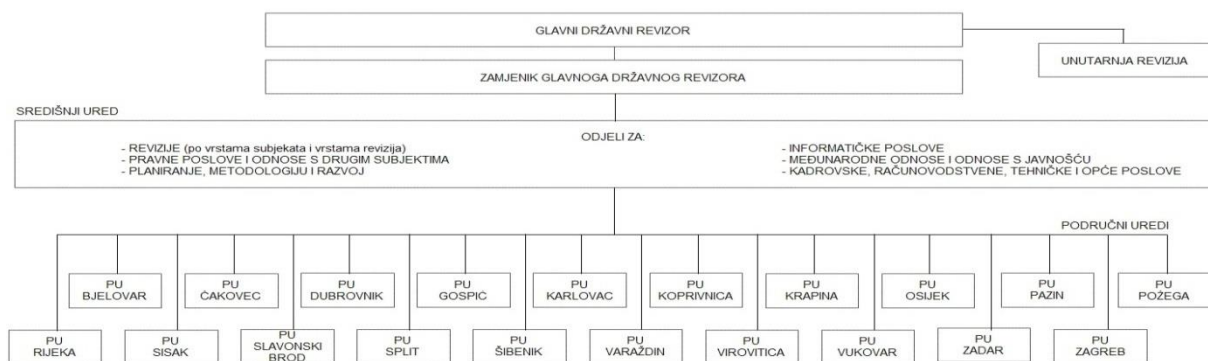 GLAVNI DRŽAVNI REVIZOR
UNUTARNJA REVIZIJA
ZAMJENIK GLAVNOGA DRŽAVNOG REVIZORA
SREDIŠNJI URED
ODJELI ZA:
- REVIZIJE (po vrstama subjekata i vrstama revizija)
- PRAVNE POSLOVE I ODNOSE S DRUGIM SUBJEKTIMA
- PLANIRANJE, METODOLOGIJU I RAZVOJ
- INFORMATIČKE POSLOVE
- MEĐUNARODNE ODNOSE I ODNOSE S JAVNOŠĆU
- KADROVSKE, RAČUNOVODSTVENE, TEHNIČKE I OPĆE POSLOVE
PODRUČNI UREDI
PU
BJELOVAR
PU
ČAKOVEC
PU
DUBROVNIK
PU
GOSPIĆ
PU
KARLOVAC
PU
KOPRIVNICA
PU
KRAPINA
PU
OSIJEK
PU
PAZIN
PU
POŽEGA
PU
RIJEKA
PU
SISAK
PU
SLAVONSKI
BROD
PU
SPLIT
PU
ŠIBENIK
PU
VARAŽDIN
PU
VIROVITICA
PU
VUKOVAR
PU
ZADAR
PU
ZAGREB